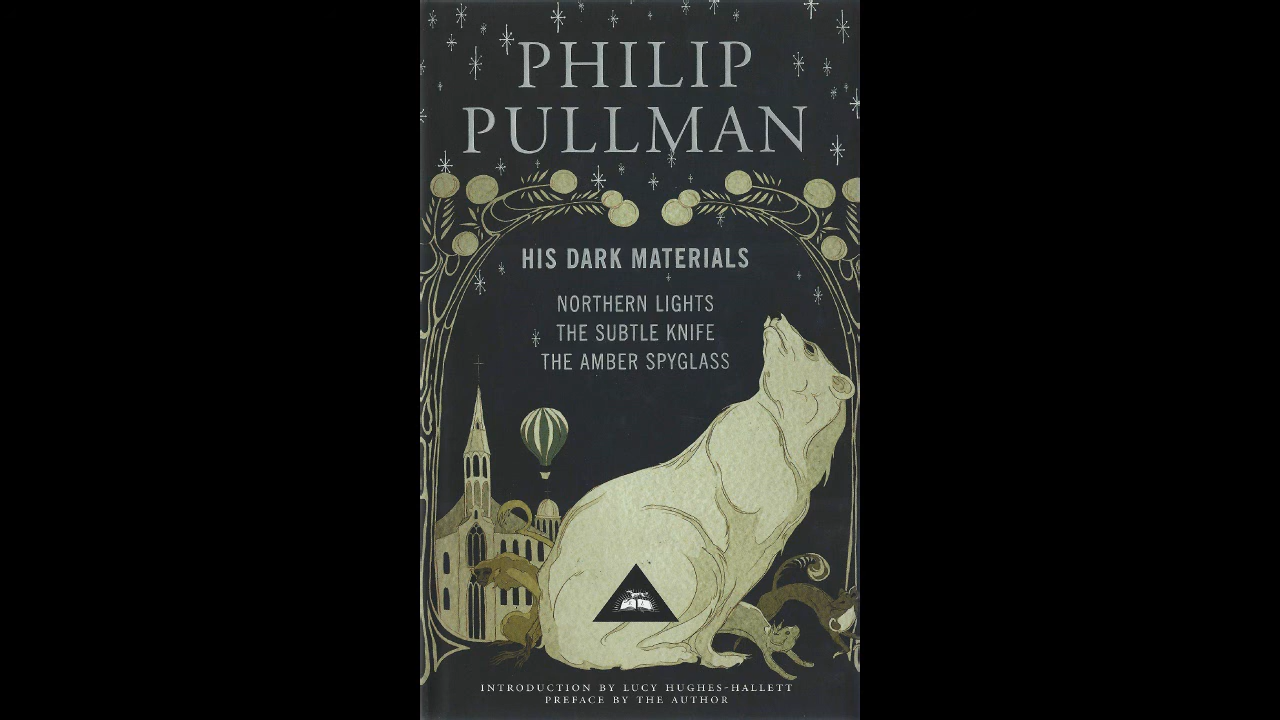 PHILIP
PULLMAN
HIS DARK MATERIALS
NORTHERN LIGHTS
THE SUBTLE KNIFE
THE AMBER SPYGLASS
INTRODUCTION BY LUCY HUGHES-HALLETT
PREFACE BY THE AUTHOR